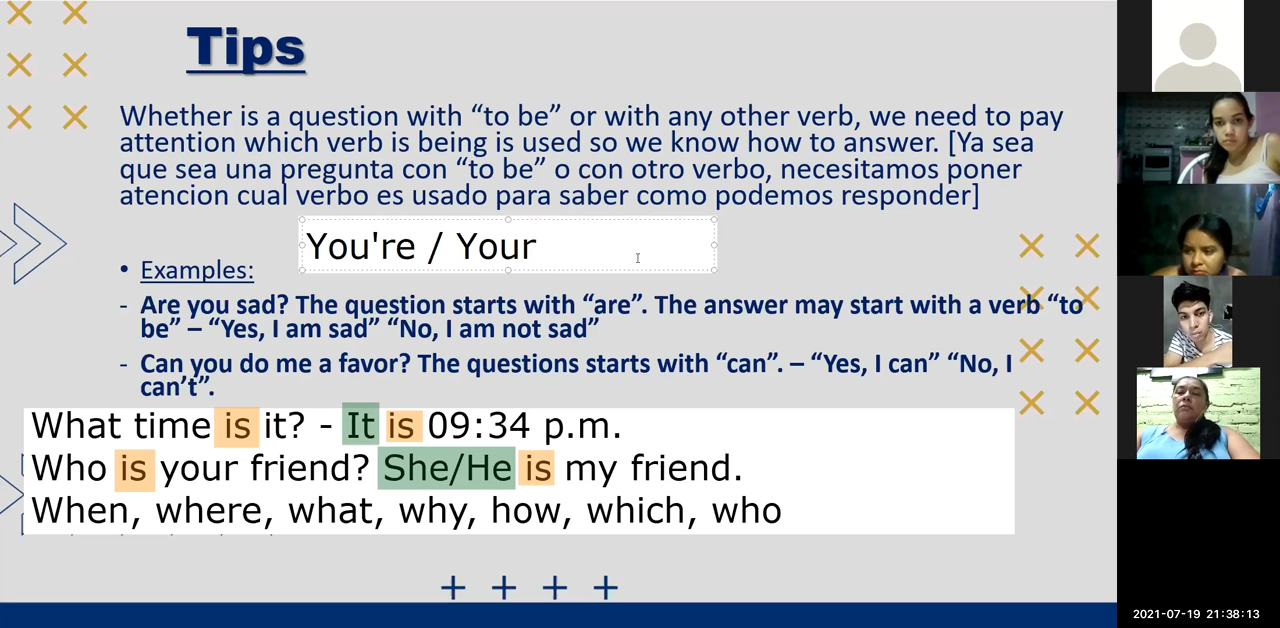 Tips
Whether is a question with “to be” or with any other verb, we need to pay
attention which verb is being is used so we know how to answer. [Ya sea
que sea una pregunta con “to be” o con otro verbo, necesitamos poner
atencion cual verbo es usado para saber como podemos responder]
You're / Your
• Examples:
- Are you sad? The question starts with “are”. The answer may start with a verb “to
be” – “Yes, I am sad” “No, I am not sad”
- Can you do me a favor? The questions starts with “can”. – “Yes, I can” “No, I
can’t”.
What time is it? - It is 09:34 p.m.
Who is your friend? She/He is my friend.
When, where, what, why, how, which, who
2021-07-19 21:38:13